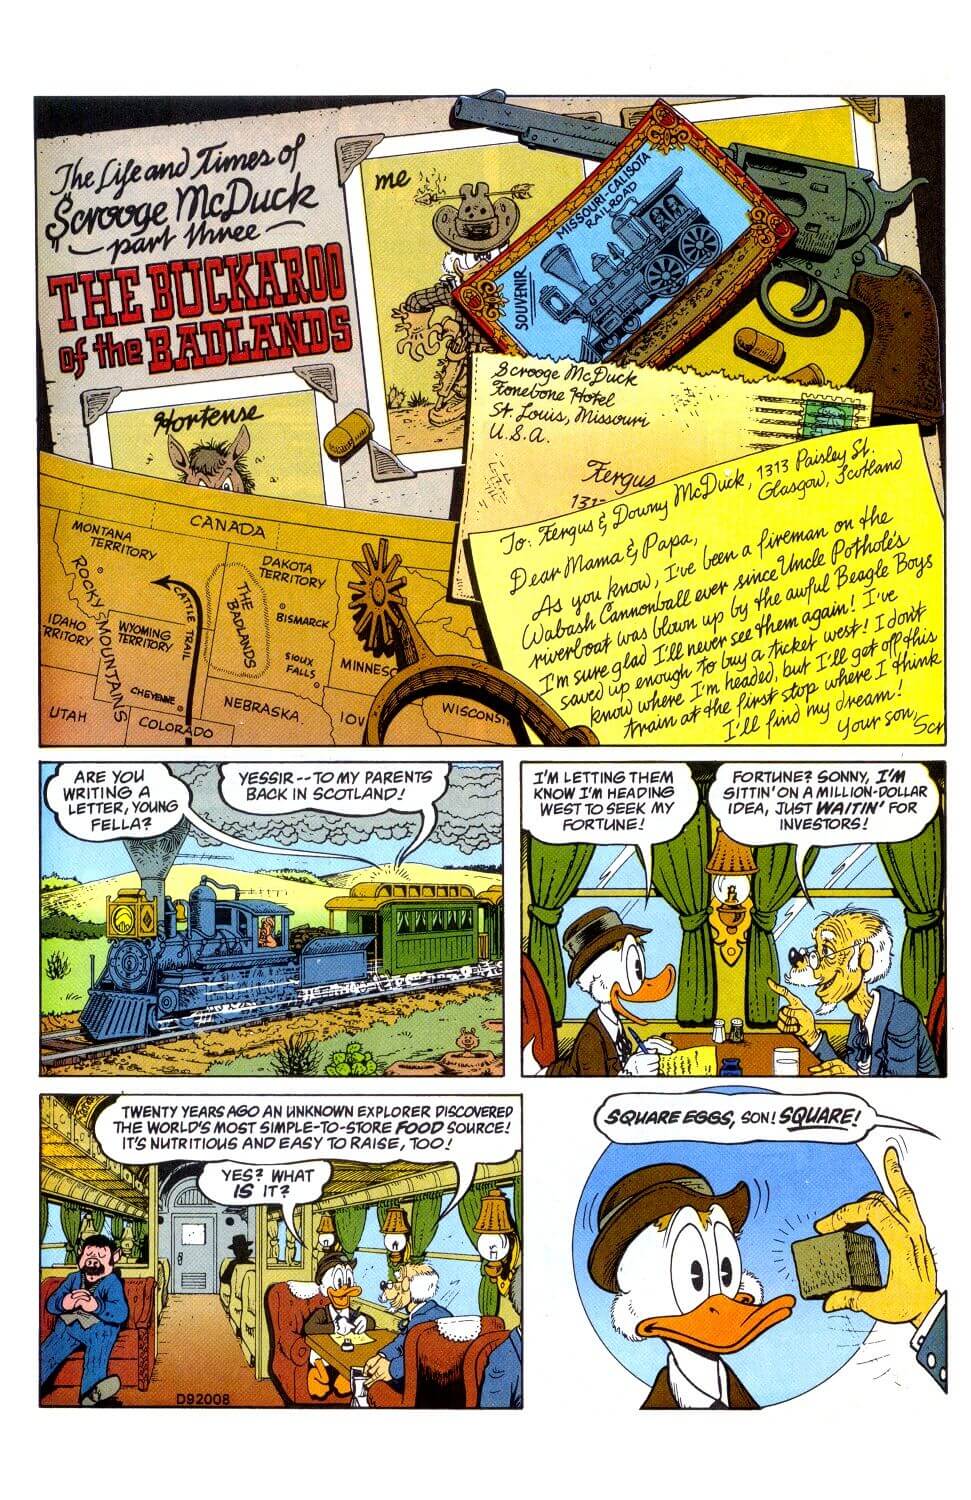 The Life and Times of
$crooge McDuck
— part three —
THE BUCKAROO
of the BADLANDS
me
Hortense
SOUVENIR
MISSOURI-CALISOTA
RAILROAD
Scrooge McDuck
Fonebone Hotel
St. Louis, Missouri
U.S.A.
Fergus
131
To: Fergus & Downy McDuck, 1313 Paisley St.
Glasgow, Scotland
Dear Mama & Papa,
As you know, I've been a fireman on the
Wabash Cannonball ever since Uncle Pothole's
riverboat was blown up by the awful Beagle Boys
I'm sure glad I'll never see them again! I've
saved up enough to buy a ticket west! I don't
know where I'm headed, but I'll get off this
train at the first stop where I think
I'll find my dream!
Your son,
Scr
CANADA
MONTANA
TERRITORY
DAKOTA
TERRITORY
ROCKY MOUNTAINS
CATTLE TRAIL
THE
BADLANDS
BISMARCK
IDAHO
RRITORY
WYOMING
TERRITORY
SIOUX
FALLS
MINNES
CHEYENNE
NEBRASKA
IOW
WISCONSI
UTAH
COLORADO
ARE YOU
WRITING A
LETTER, YOUNG
FELLA?
YESSIR--TO MY PARENTS
BACK IN SCOTLAND!
I'M LETTING THEM
KNOW I'M HEADING
WEST TO SEEK MY
FORTUNE!
FORTUNE? SONNY, I'M
SITTIN' ON A MILLION-DOLLAR
IDEA, JUST WAITIN' FOR
INVESTORS!
TWENTY YEARS AGO AN UNKNOWN EXPLORER DISCOVERED
THE WORLD'S MOST SIMPLE-TO-STORE FOOD SOURCE!
IT'S NUTRITIOUS AND EASY TO RAISE, TOO!
YES? WHAT
IS IT?
D92008
SQUARE EGGS, SON! SQUARE!